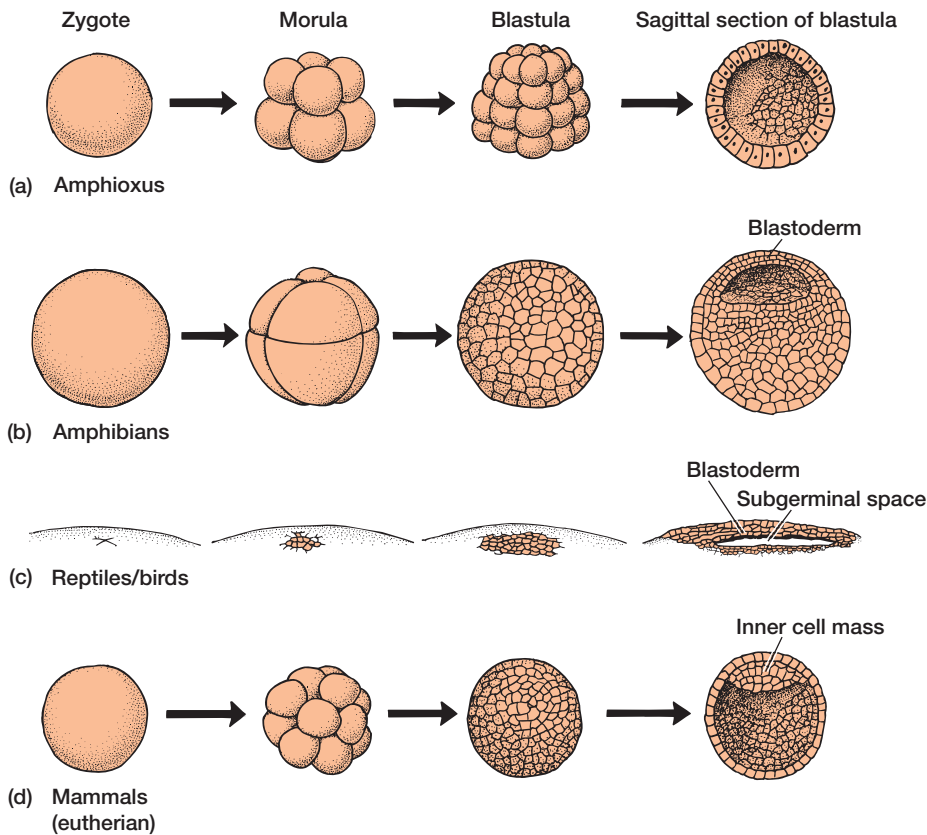 Zygote
Morula
Blastula
Sagittal section of blastula
(a) Amphioxus
Blastoderm
(b) Amphibians
Blastoderm
Subgerminal space
(c) Reptiles/birds
Inner cell mass
(d) Mammals
(eutherian)